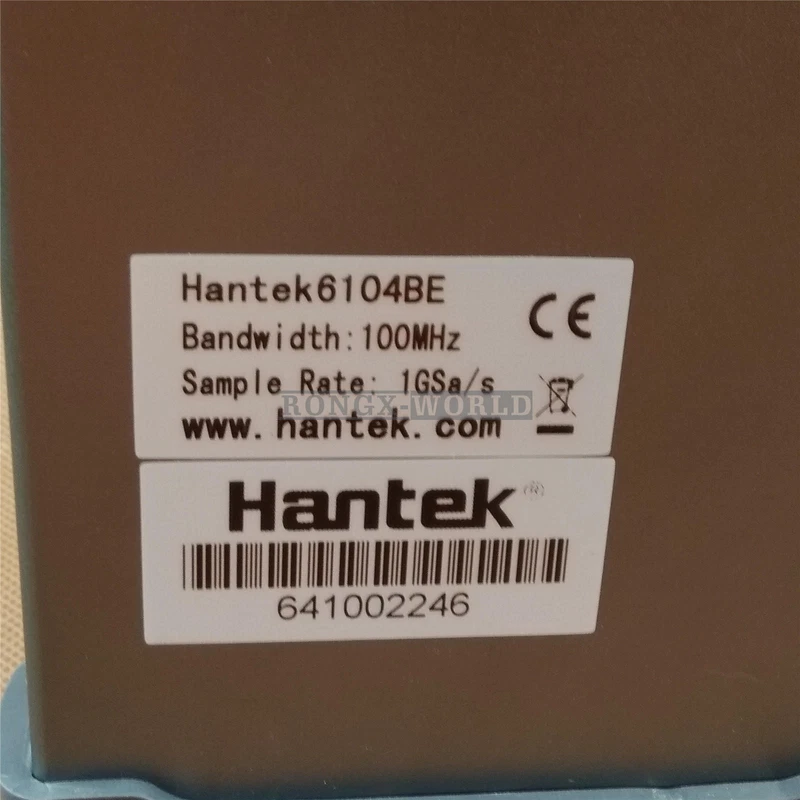 Hantek6104BE
Bandwidth:100MHz
CE
Sample Rate: 1GSa/s
RONGX-WORLD
www.hantek.com
Hantek®
641002246